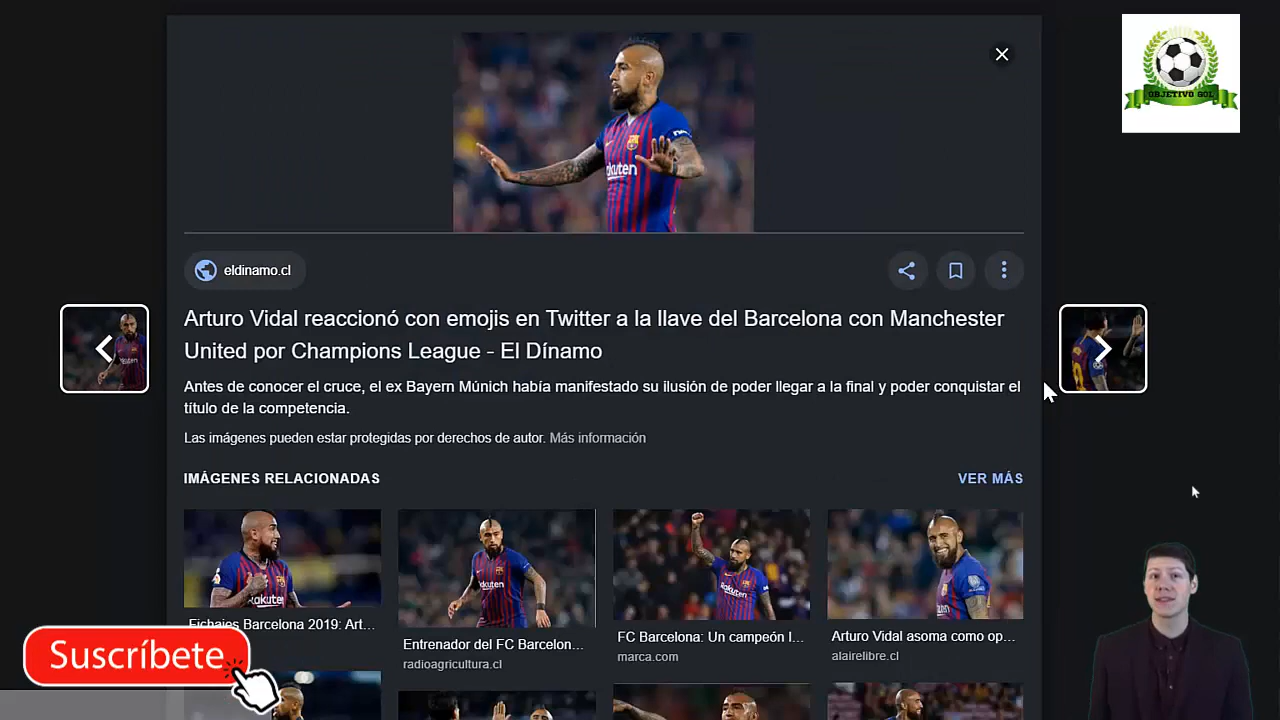 OBJETIVO GOL
Rakuten
eldinamo.cl
Arturo Vidal reaccionó con emojis en Twitter a la llave del Barcelona con Manchester
United por Champions League - El Dínamo
Antes de conocer el cruce, el ex Bayern Múnich había manifestado su ilusión de poder llegar a la final y poder conquistar el
título de la competencia.
Las imágenes pueden estar protegidas por derechos de autor. Más información
IMÁGENES RELACIONADAS
VER MÁS
Rakuten
Rakuten
Rakuten
Fichajes Barcelona 2019: Art...
Entrenador del FC Barcelon...
radioagricultura.cl
FC Barcelona: Un campeón l...
marca.com
Arturo Vidal asoma como op...
alairelibre.cl
Suscríbete